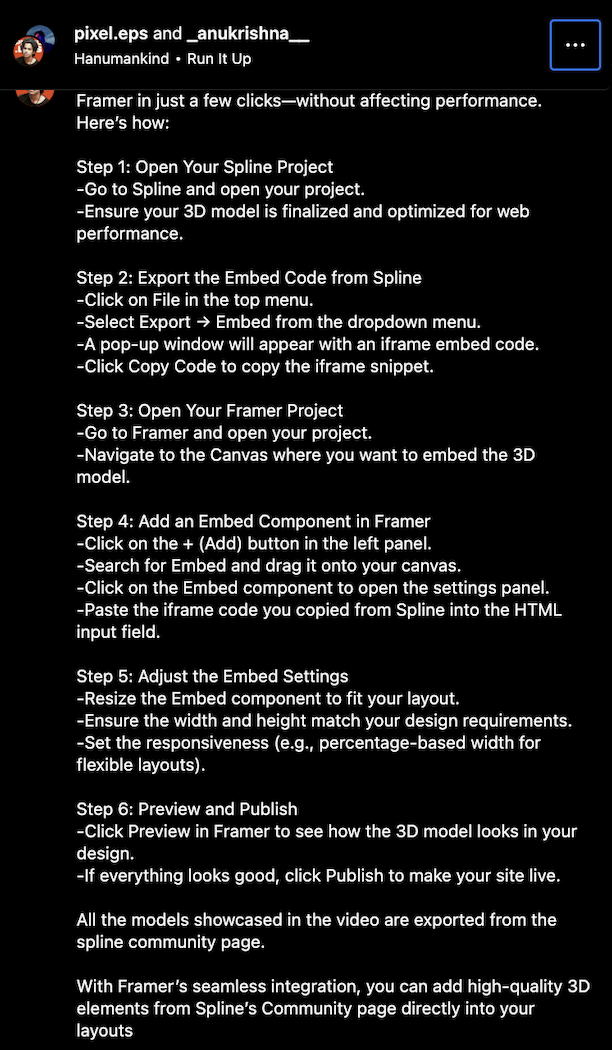 pixel.eps and _anukrishna__
Hanumankind • Run It Up
Framer in just a few clicks—without affecting performance.
Here’s how:
Step 1: Open Your Spline Project
-Go to Spline and open your project.
-Ensure your 3D model is finalized and optimized for web
performance.
Step 2: Export the Embed Code from Spline
-Click on File in the top menu.
-Select Export → Embed from the dropdown menu.
-A pop-up window will appear with an iframe embed code.
-Click Copy Code to copy the iframe snippet.
Step 3: Open Your Framer Project
-Go to Framer and open your project.
-Navigate to the Canvas where you want to embed the 3D
model.
Step 4: Add an Embed Component in Framer
-Click on the + (Add) button in the left panel.
-Search for Embed and drag it onto your canvas.
-Click on the Embed component to open the settings panel.
-Paste the iframe code you copied from Spline into the HTML
input field.
Step 5: Adjust the Embed Settings
-Resize the Embed component to fit your layout.
-Ensure the width and height match your design requirements.
-Set the responsiveness (e.g., percentage-based width for
flexible layouts).
Step 6: Preview and Publish
-Click Preview in Framer to see how the 3D model looks in your
design.
-If everything looks good, click Publish to make your site live.
All the models showcased in the video are exported from the
spline community page.
With Framer’s seamless integration, you can add high-quality 3D
elements from Spline’s Community page directly into your
layouts